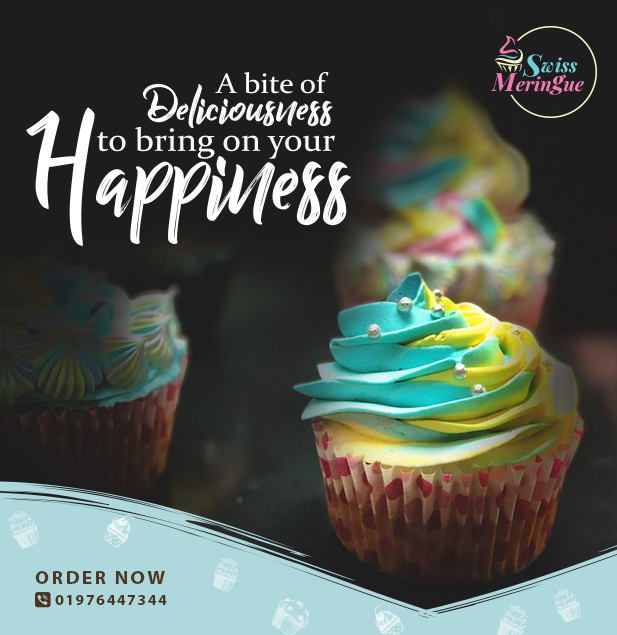 Swiss
Meringue
A bite of
Deliciousness
to bring on your
Happiness
ORDER NOW
01976447344